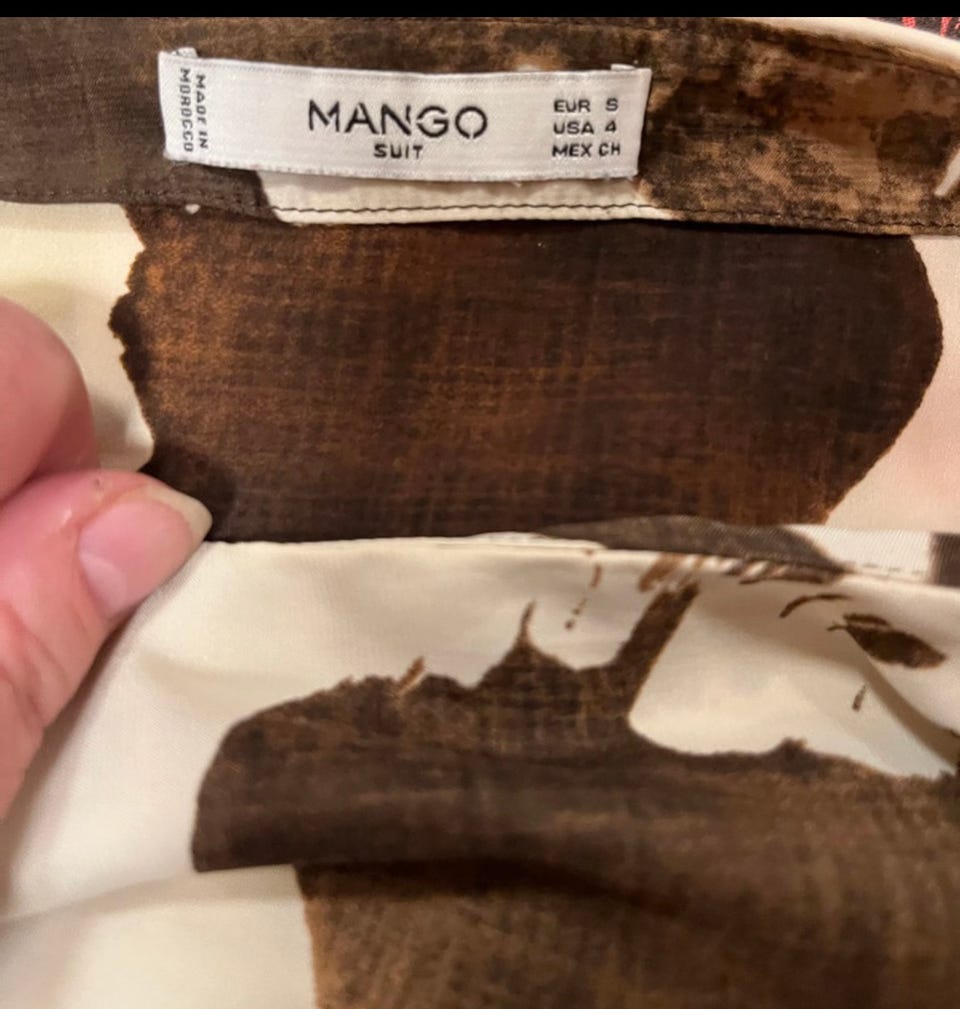 MADE IN
MOROCCO
MANGO
SUIT
EUR S
USA 4
MEX CH